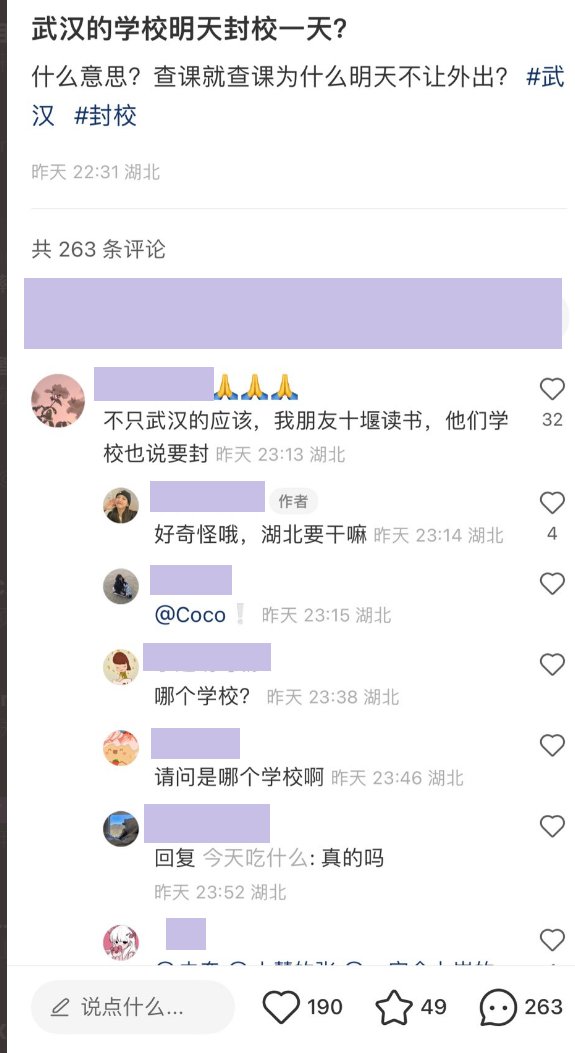 武汉的学校明天封校一天？
什么意思？查课就查课为什么明天不让外出？ #武
汉 #封校
昨天 22:31 湖北
共 263 条评论
🙏🙏🙏
32
不只武汉的应该，我朋友十堰读书，他们学
校也说要封 昨天 23:13 湖北
作者
好奇怪哦，湖北要干嘛 昨天 23:14 湖北
4
@Coco❕ 昨天 23:15 湖北
哪个学校？ 昨天 23:38 湖北
请问是哪个学校啊 昨天 23:46 湖北
回复 今天吃什么: 真的吗
昨天 23:52 湖北
说点什么...
190
49
263